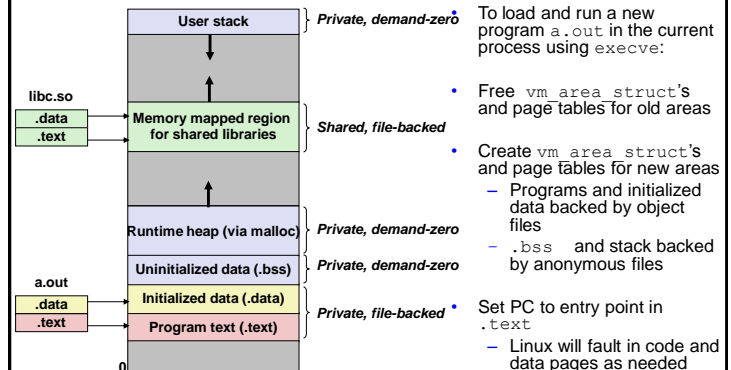 User stack
Private, demand-zero
libc.so
.data
.text
Memory mapped region
for shared libraries
Shared, file-backed
Runtime heap (via malloc)
Private, demand-zero
Uninitialized data (.bss)
Private, demand-zero
a.out
.data
.text
Initialized data (.data)
Program text (.text)
Private, file-backed
0
• To load and run a new
program a.out in the current
process using execve:
• Free vm_area_struct's
and page tables for old areas
• Create vm_area_struct's
and page tables for new areas
– Programs and initialized
data backed by object
files
– .bss and stack backed
by anonymous files
• Set PC to entry point in
.text
– Linux will fault in code and
data pages as needed